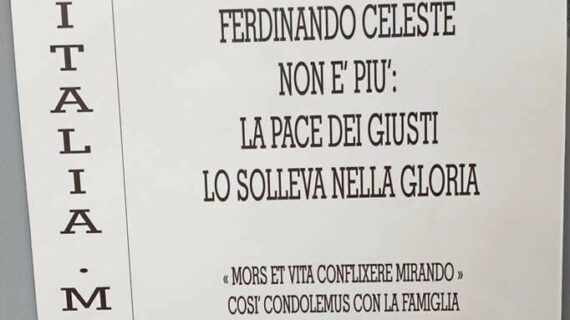 ITALIA.M
FERDINANDO CELESTE
NON E' PIU':
LA PACE DEI GIUSTI
LO SOLLEVA NELLA GLORIA
« MORS ET VITA CONFLIXERE MIRANDO »
COSI' CONDOLEMUS CON LA FAMIGLIA